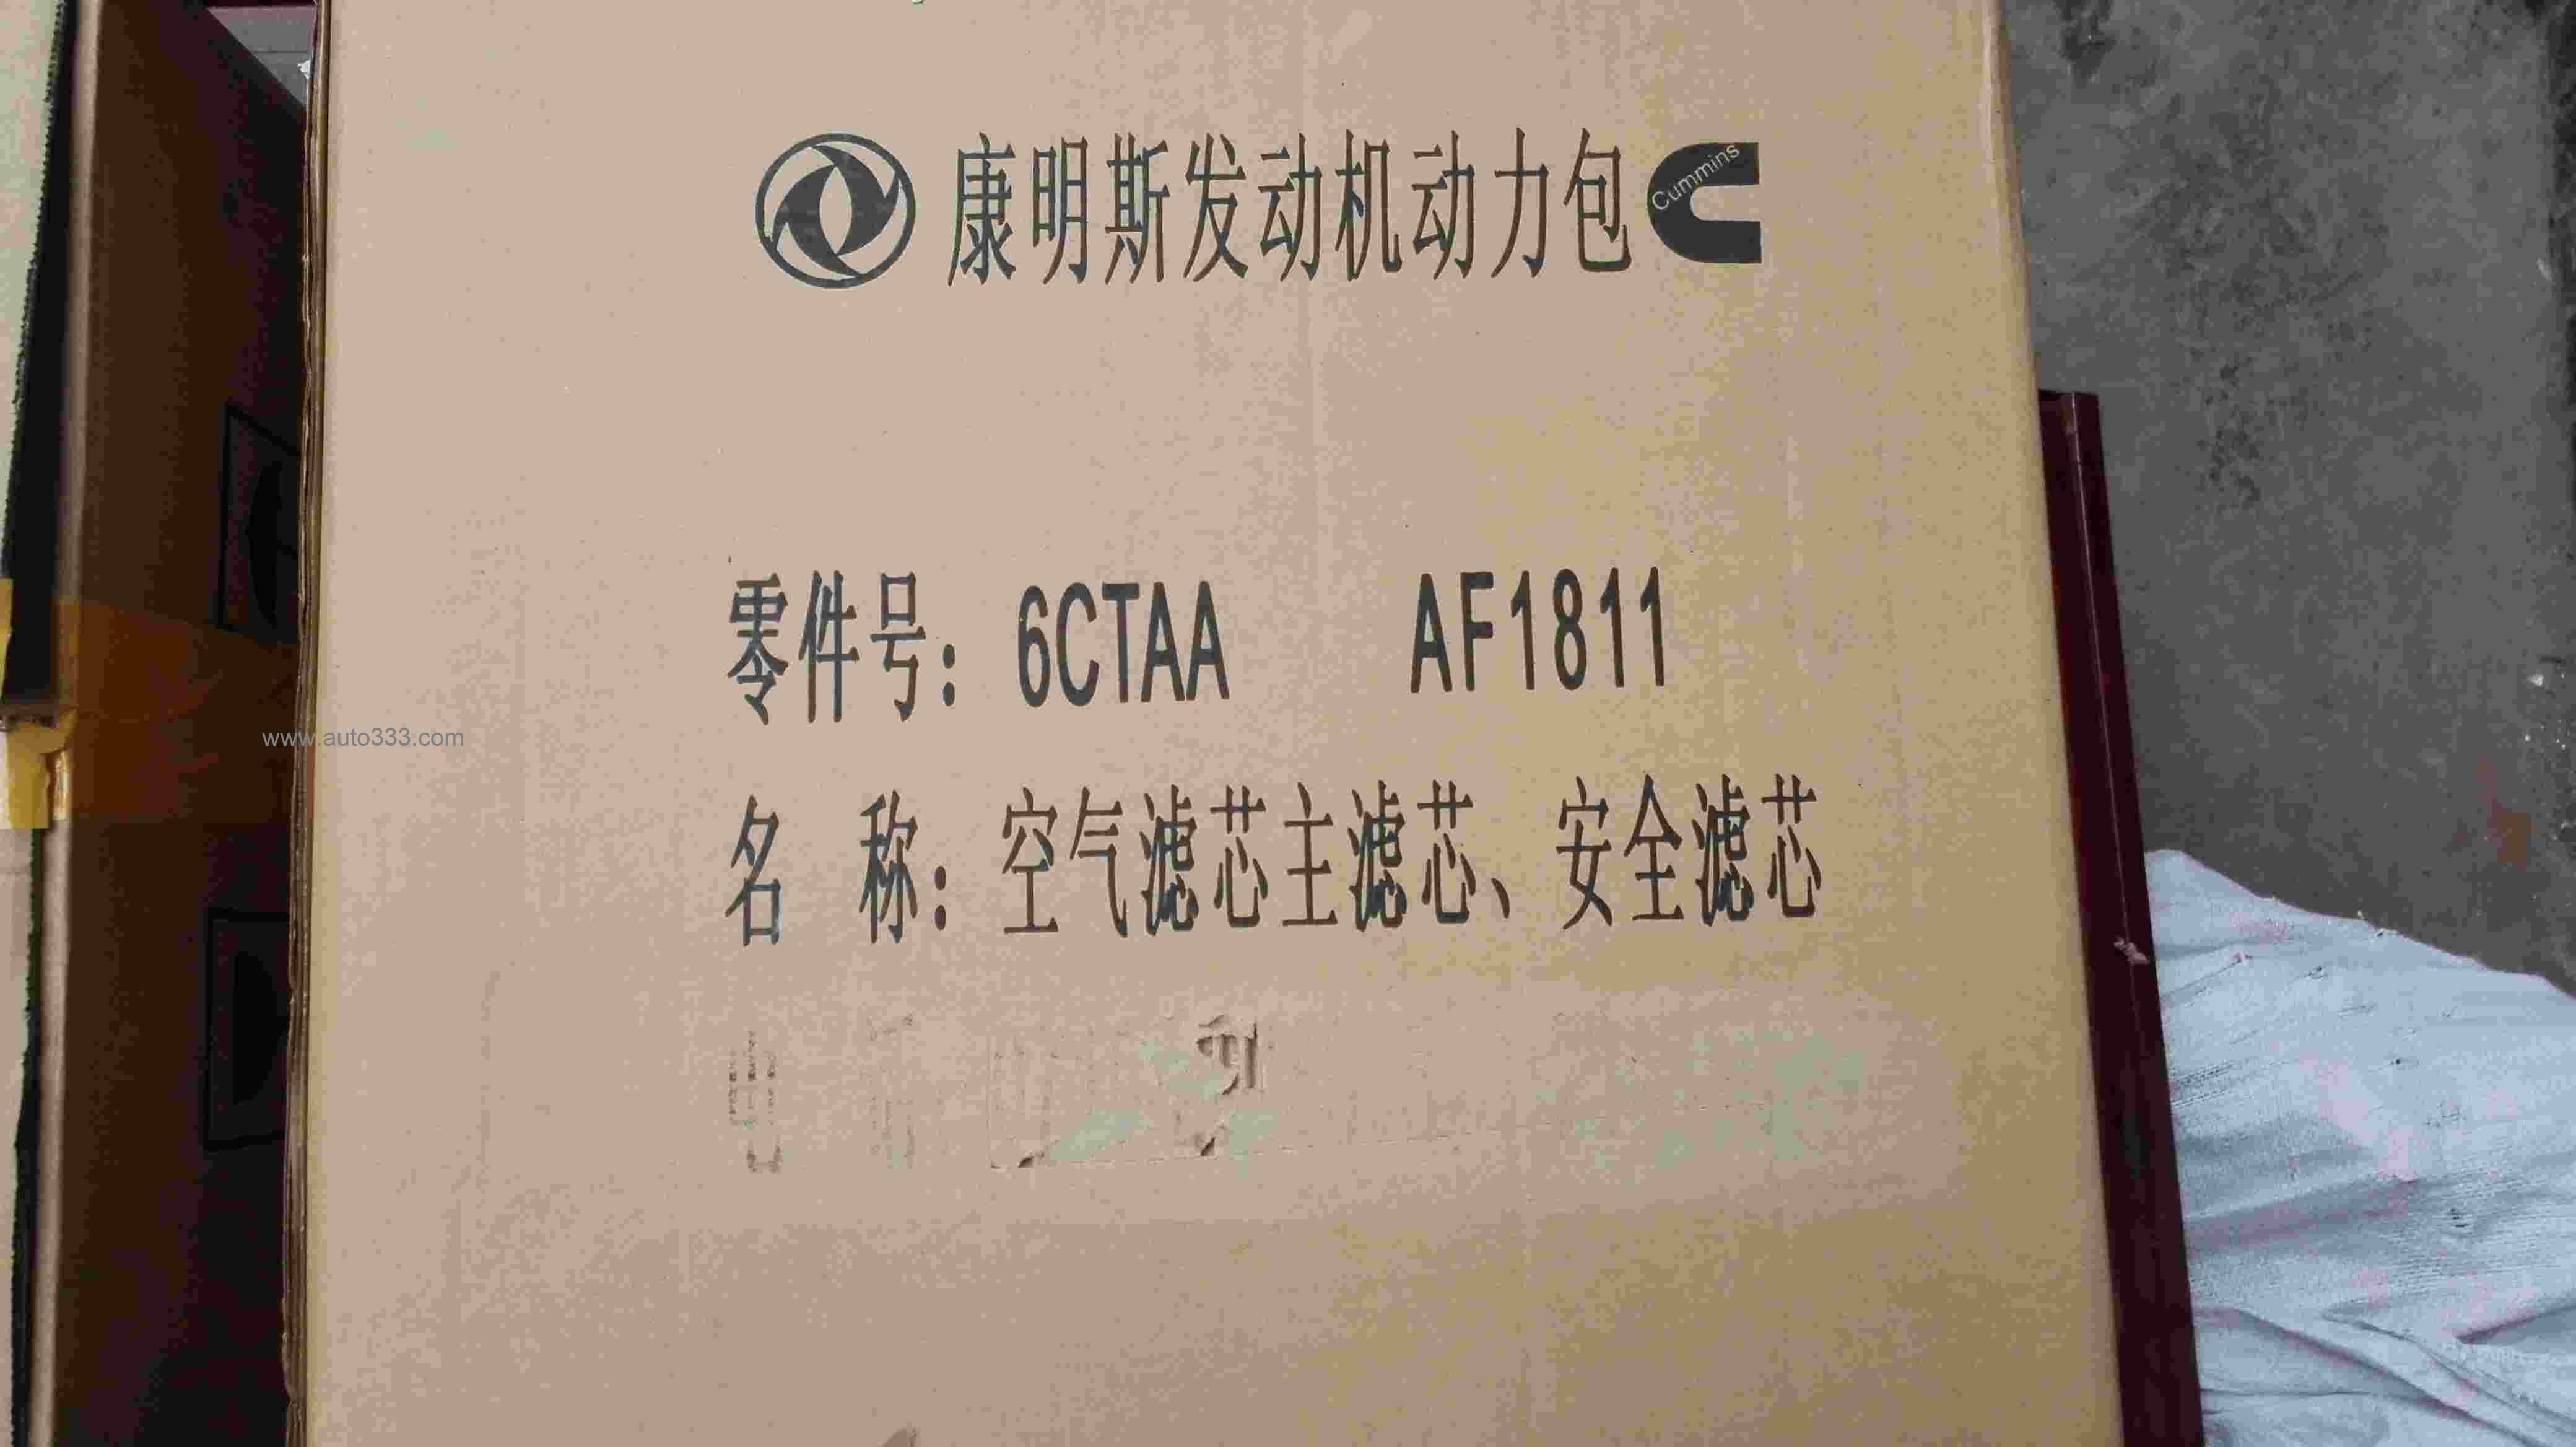 康明斯发动机动力包 Cummins
零件号：6CTAA AF1811
www.auto333.com
名 称：空气滤芯主滤芯、安全滤芯